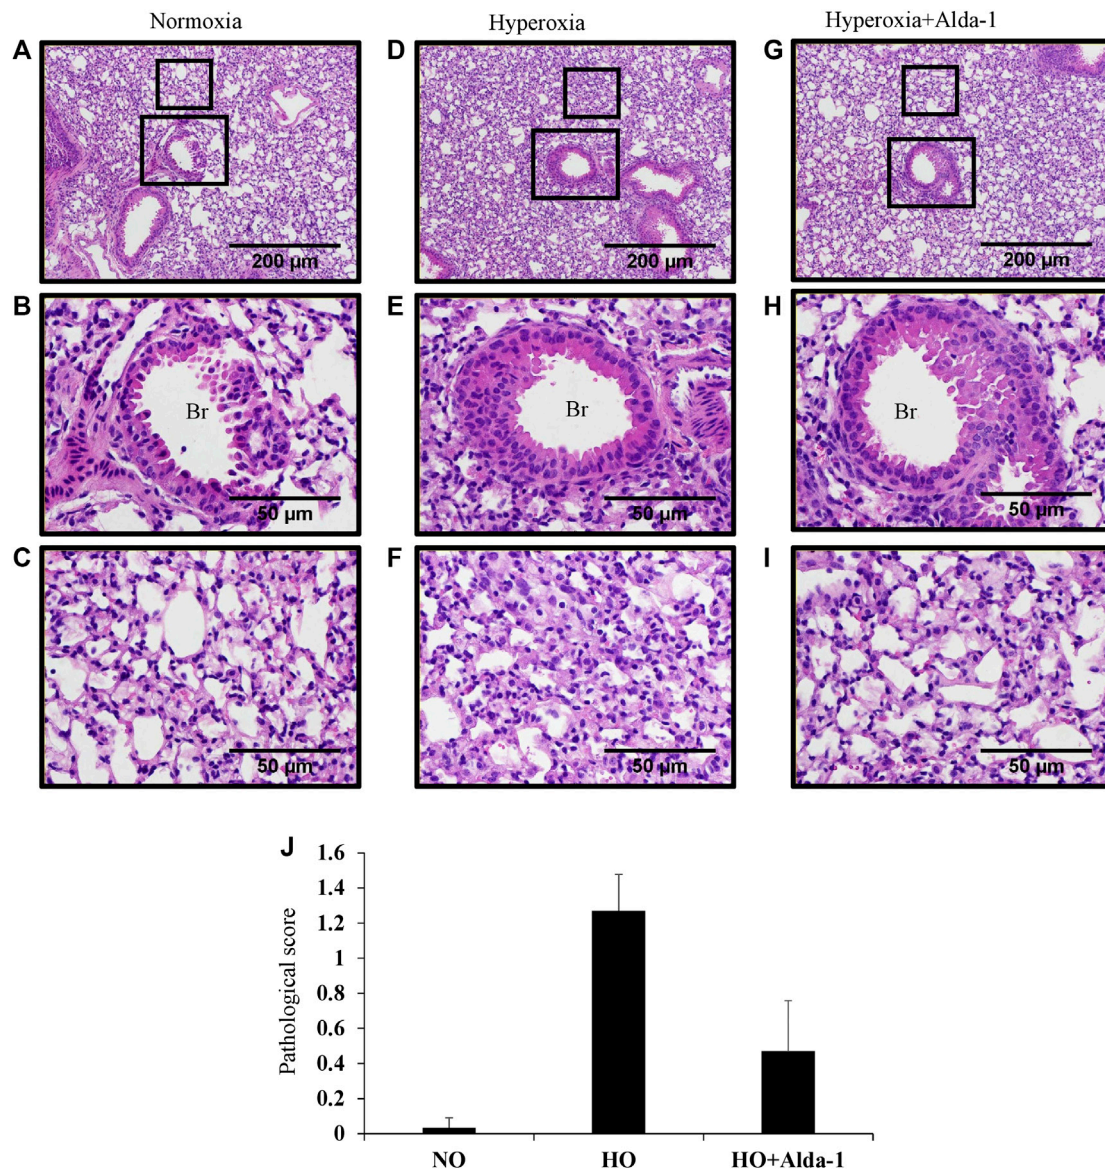 Normoxia
Hyperoxia
Hyperoxia+Alda-1
A
D
G
200 µm
200 µm
200 µm
B
E
H
Br
Br
Br
50 µm
50 µm
50 µm
C
F
I
50 µm
50 µm
50 µm
J
1.6
1.4
1.2
1
0.8
0.6
0.4
0.2
0
Pathological score
NO
HO
HO+Alda-1